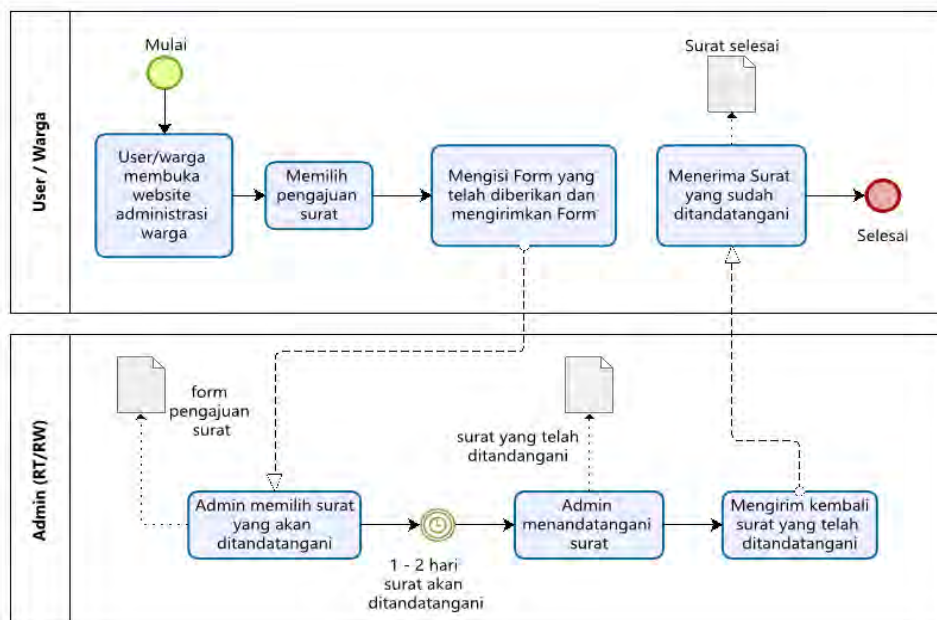 User / Warga
Mulai
User/warga
membuka
website
administrasi
warga
Memilih
pengajuan
surat
Mengisi Form yang
telah diberikan dan
mengirimkan Form
Surat selesai
Menerima Surat
yang sudah
ditandatangani
Selesai
Admin (RT/RW)
form
pengajuan
surat
Admin memilih surat
yang akan
ditandatangani
1 - 2 hari
surat akan
ditandatangani
surat yang telah
ditandangani
Admin
menandatangani
surat
Mengirim kembali
surat yang telah
ditandatangani